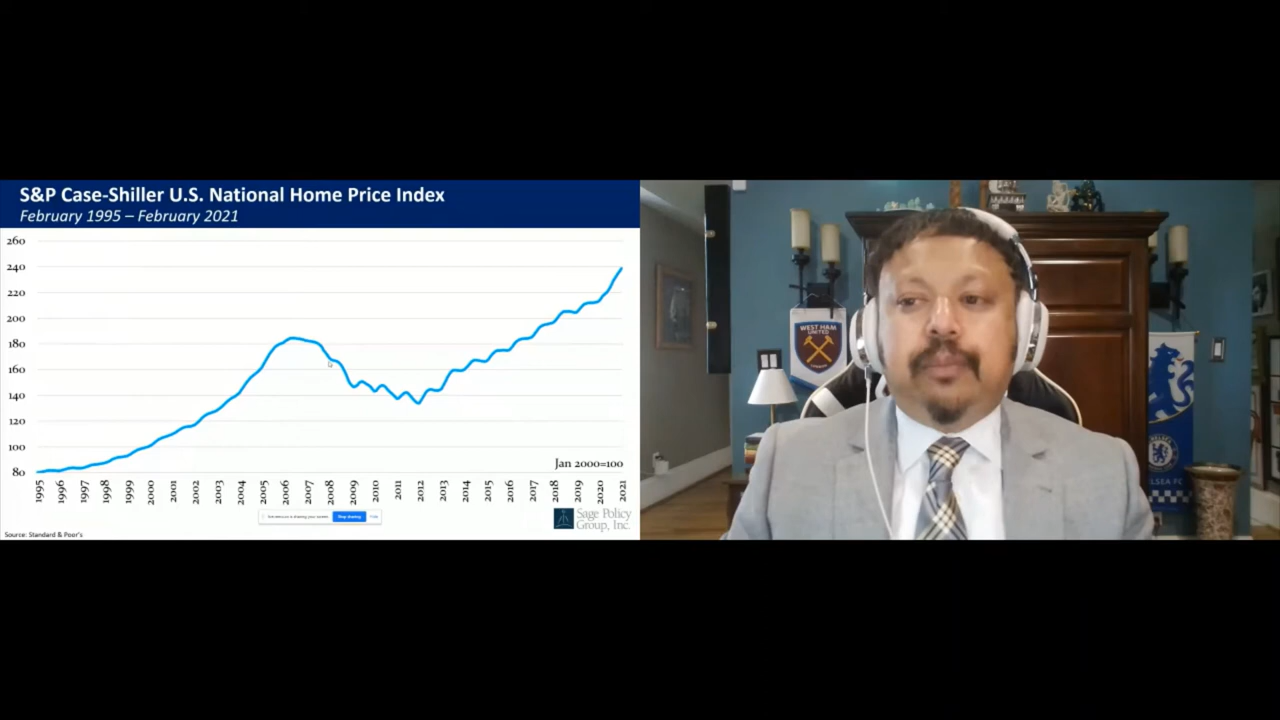 S&P Case-Shiller U.S. National Home Price Index
February 1995 – February 2021
260
240
220
200
180
160
140
120
100
80
Jan 2000=100
1995
1996
1997
1998
1999
2000
2001
2002
2003
2004
2005
2006
2007
2008
2009
2010
2011
2012
2013
2014
2015
2016
2017
2018
2019
2020
2021
Stop sharing
Hide
Sage Policy
Group, Inc.
Source: Standard & Poor's
WEST HAM
UNITED
LONDON
CHELSEA
ELSEA FC